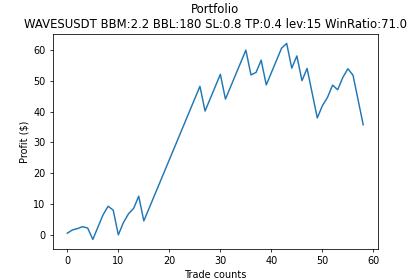 Portfolio
WAVESUSDT BBM:2.2 BBL:180 SL:0.8 TP:0.4 lev:15 WinRatio:71.0
60
50
40
30
20
10
0
Profit ($)
0 10 20 30 40 50 60
Trade counts